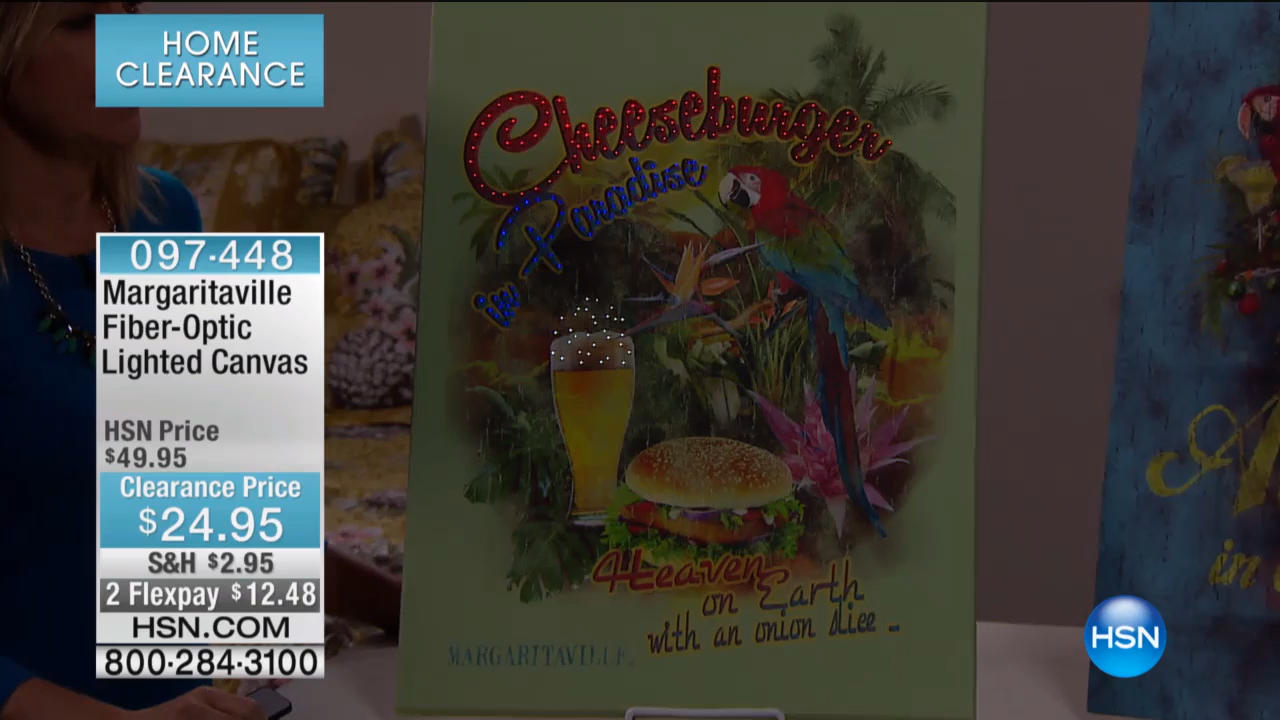 HOME
CLEARANCE
097-448
Margaritaville
Fiber-Optic
Lighted Canvas
HSN Price
$49.95
Clearance Price
$24.95
S&H $2.95
2 Flexpay $12.48
HSN.COM
800-284-3100
Cheeseburger
in Paradise
Heaven
on Earth
with an onion slice ..
MARGARITAVILLE
in
HSN